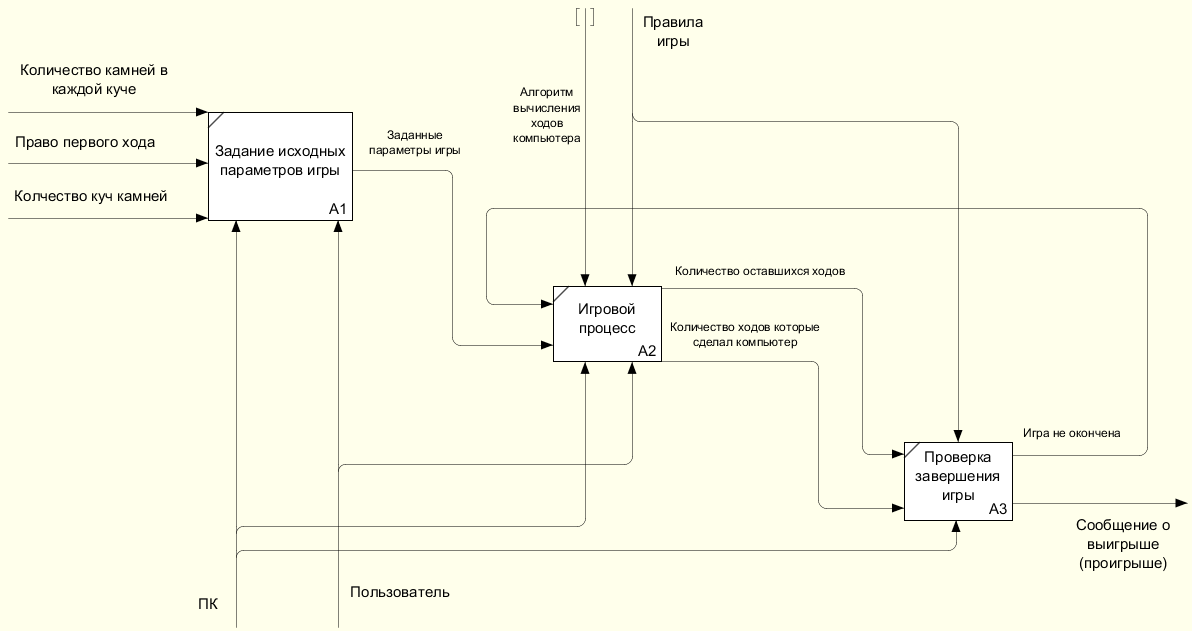 [ ]
Правила
игры
Количество камней в
каждой куче
Право первого хода
Колчество куч камней
Задание исходных
параметров игры
A1
Заданные
параметры игры
Алгоритм
вычисления
ходов
компьютера
Игровой
процесс
A2
Количество оставшихся ходов
Количество ходов которые
сделал компьютер
Проверка
завершения
игры
A3
Игра не окончена
Сообщение о
выигрыше
(проигрыше)
ПК
Пользователь